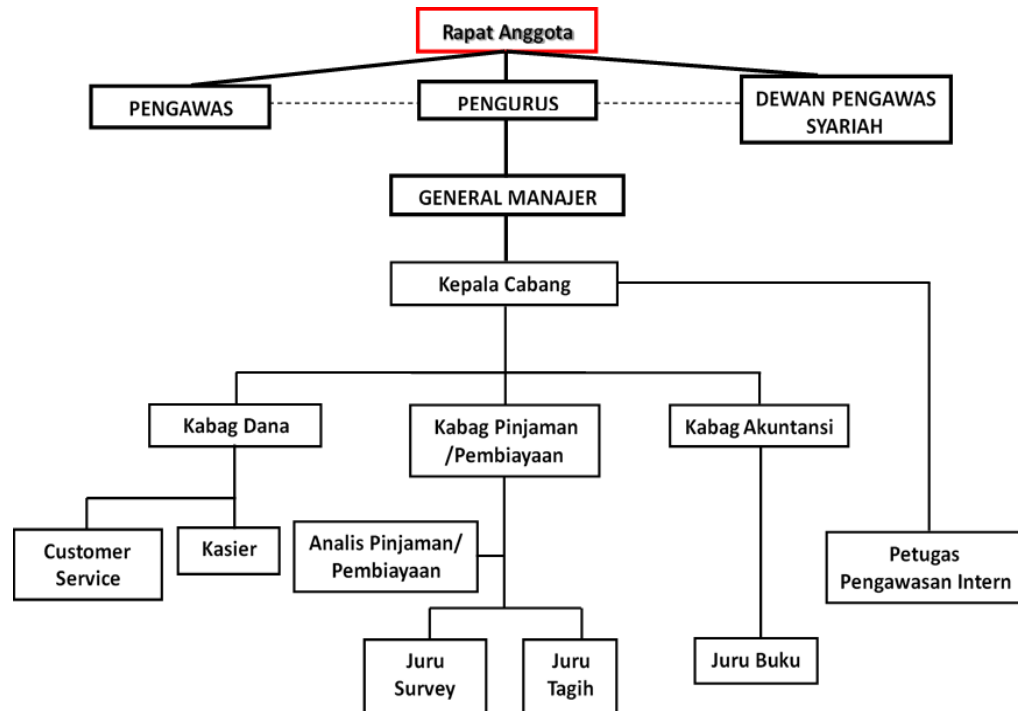 Rapat Anggota
PENGAWAS
PENGURUS
DEWAN PENGAWAS
SYARIAH
GENERAL MANAJER
Kepala Cabang
Kabag Dana
Kabag Pinjaman
/Pembiayaan
Kabag Akuntansi
Customer
Service
Kasier
Analis Pinjaman/
Pembiayaan
Petugas
Pengawasan Intern
Juru
Survey
Juru
Tagih
Juru Buku